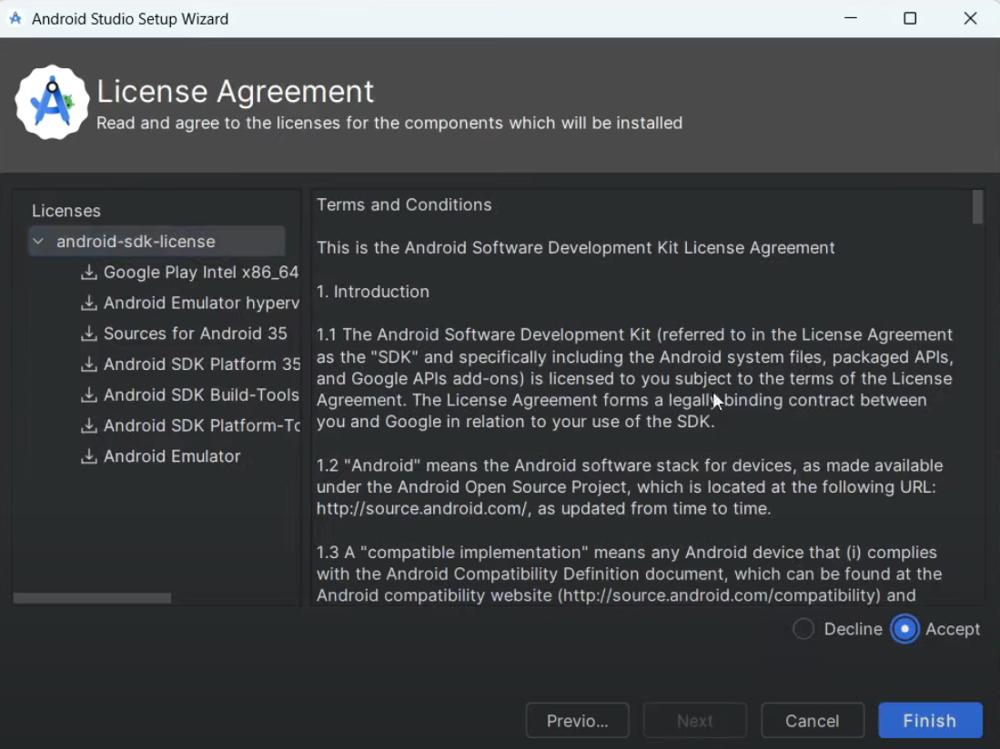 Android Studio Setup Wizard
License Agreement
Read and agree to the licenses for the components which will be installed
Licenses
android-sdk-license
Google Play Intel x86_64
Android Emulator hyperv
Sources for Android 35
Android SDK Platform 35
Android SDK Build-Tools
Android SDK Platform-To
Android Emulator
Terms and Conditions
This is the Android Software Development Kit License Agreement
1. Introduction
1.1 The Android Software Development Kit (referred to in the License Agreement
as the "SDK" and specifically including the Android system files, packaged APIs,
and Google APIs add-ons) is licensed to you subject to the terms of the License
Agreement. The License Agreement forms a legally binding contract between
you and Google in relation to your use of the SDK.
1.2 "Android" means the Android software stack for devices, as made available
under the Android Open Source Project, which is located at the following URL:
http://source.android.com/, as updated from time to time.
1.3 A "compatible implementation" means any Android device that (i) complies
with the Android Compatibility Definition document, which can be found at the
Android compatibility website (http://source.android.com/compatibility) and
Decline
Accept
Previo...
Next
Cancel
Finish